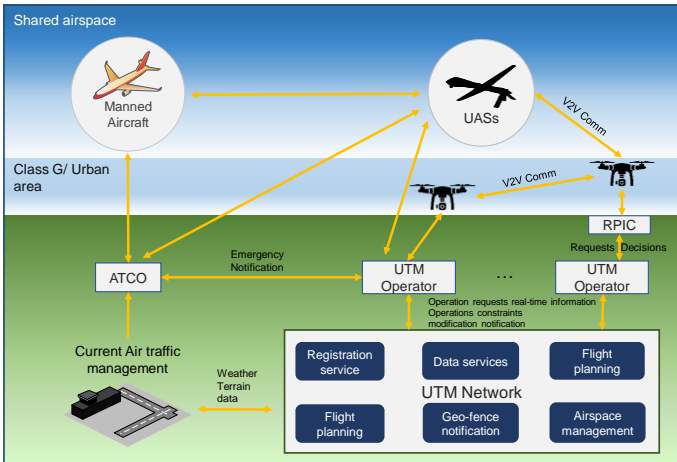 Shared airspace
Manned
Aircraft
UASs
V2V Comm
Class G/ Urban
area
V2V Comm
RPIC
Requests Decisions
Emergency
Notification
ATCO
UTM
Operator
...
UTM
Operator
Operation requests real-time information
Operations constraints
modification notification
Current Air traffic
management
Weather
Terrain
data
Registration
service
Data services
Flight
planning
UTM Network
Flight
planning
Geo-fence
notification
Airspace
management